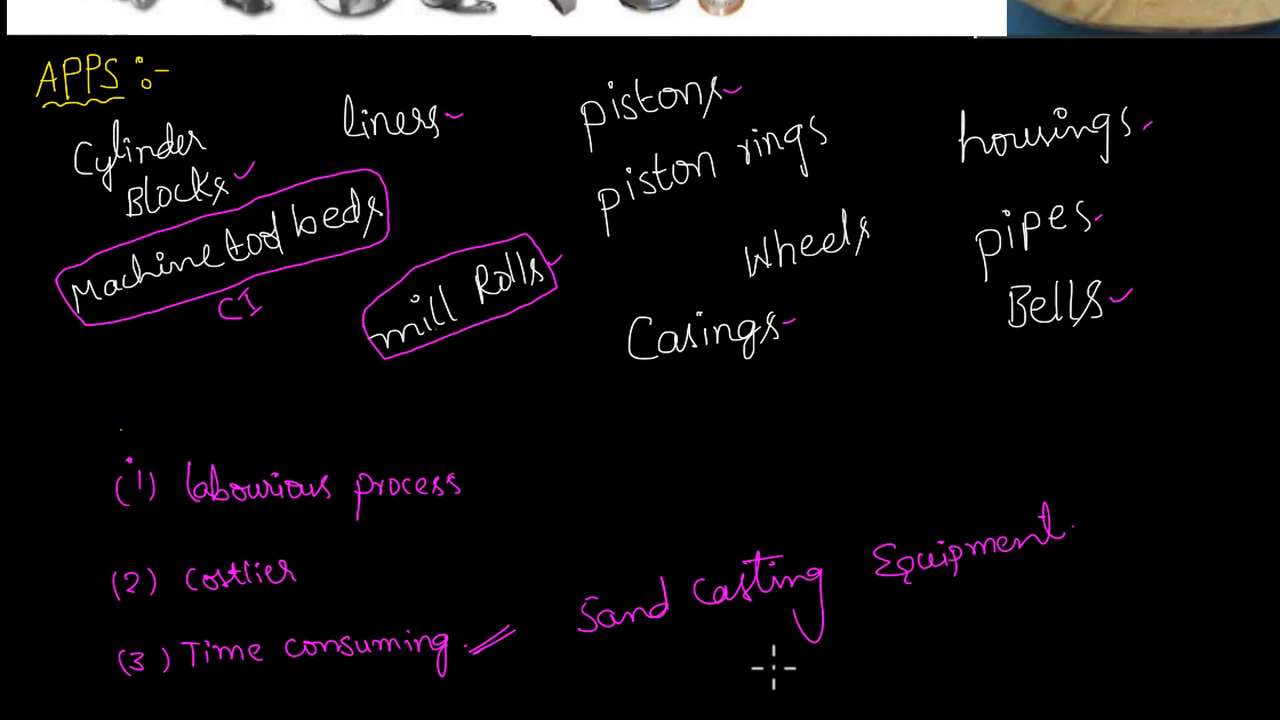 APPS :-
Cylinder
Blocks
liners
pistons
piston rings
housings
Machine tool beds
CI
mill Rolls
Wheels
pipes
Casings
Bells
(1) labourious process
(2) costlier
(3) Time consuming.
Sand Casting Equipment.